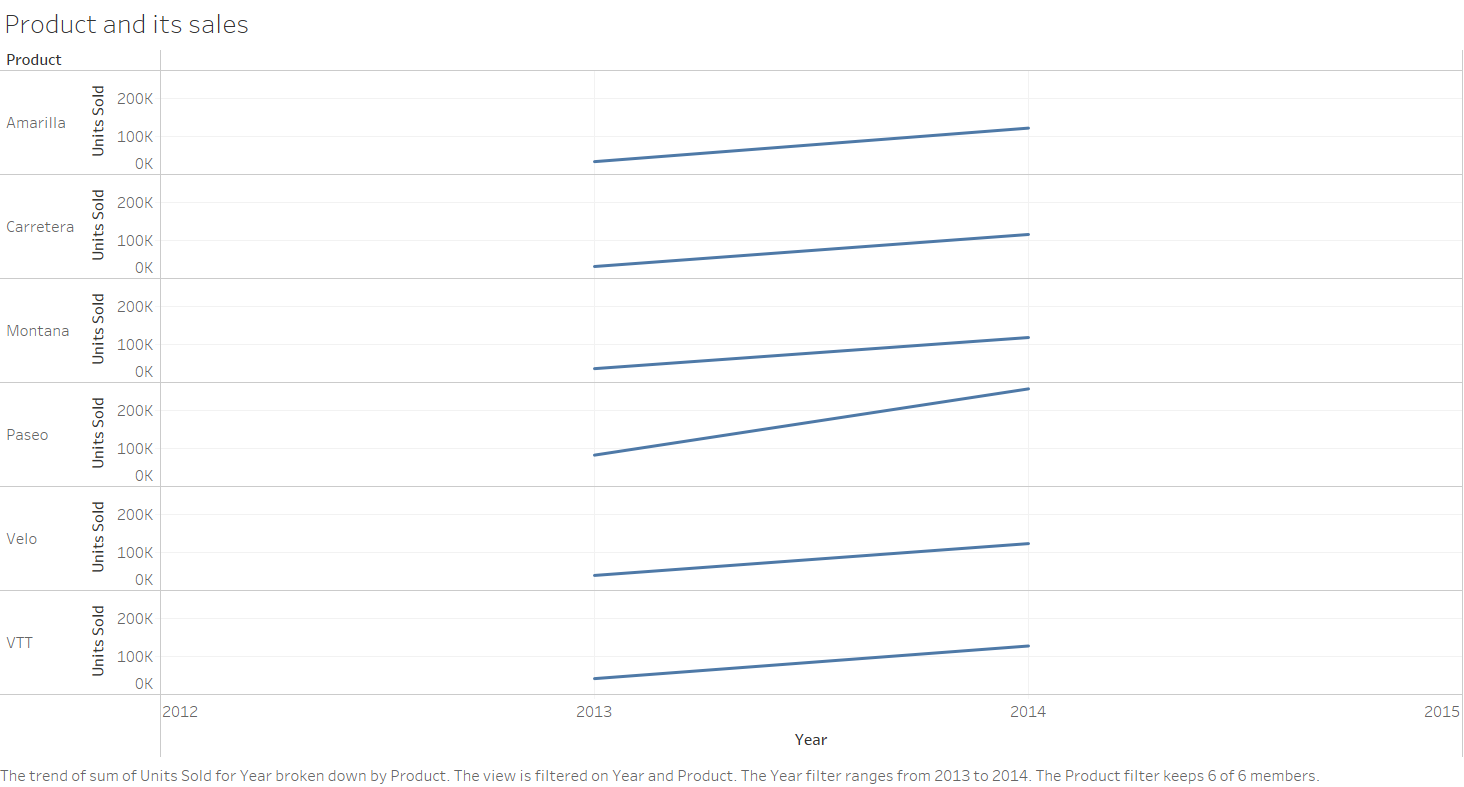 Product and its sales
Product
Amarilla
Units Sold
200K
100K
0K
Carretera
Units Sold
200K
100K
0K
Montana
Units Sold
200K
100K
0K
Paseo
Units Sold
200K
100K
0K
Velo
Units Sold
200K
100K
0K
VTT
Units Sold
200K
100K
0K
2012 2013 2014 2015
Year
The trend of sum of Units Sold for Year broken down by Product. The view is filtered on Year and Product. The Year filter ranges from 2013 to 2014. The Product filter keeps 6 of 6 members.